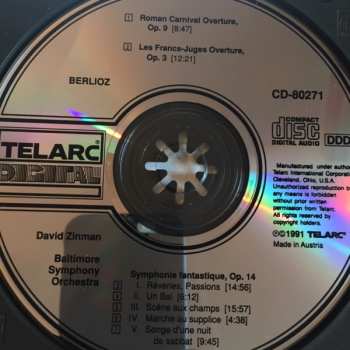 1 Roman Carnival Overture,
Op. 9 [8:47]
2 Les Francs-Juges Overture,
Op. 3 [12:21]
BERLIOZ
CD-80271
COMPACT
disc
DIGITAL AUDIO
DDD
TELARC
DIGITAL
Manufactured under author
Telarc International Corporat
Cleveland, Ohio, U.S.A.
Unauthorized reproduction b
any means is forbidden
without prior written
permission from Telarc.
All rights reserved by
copyright holders.
℗©1991 TELARC
Made in Austria
David Zinman
Baltimore
Symphony
Orchestra
Symphonie fantastique, Op. 14
I. Rêveries, Passions [14:56]
II. Un Bal [6:12]
III. Scène aux champs [15:57]
IV. Marche au supplice [4:38]
V. Songe d'une nuit
de sabbat [9:45]